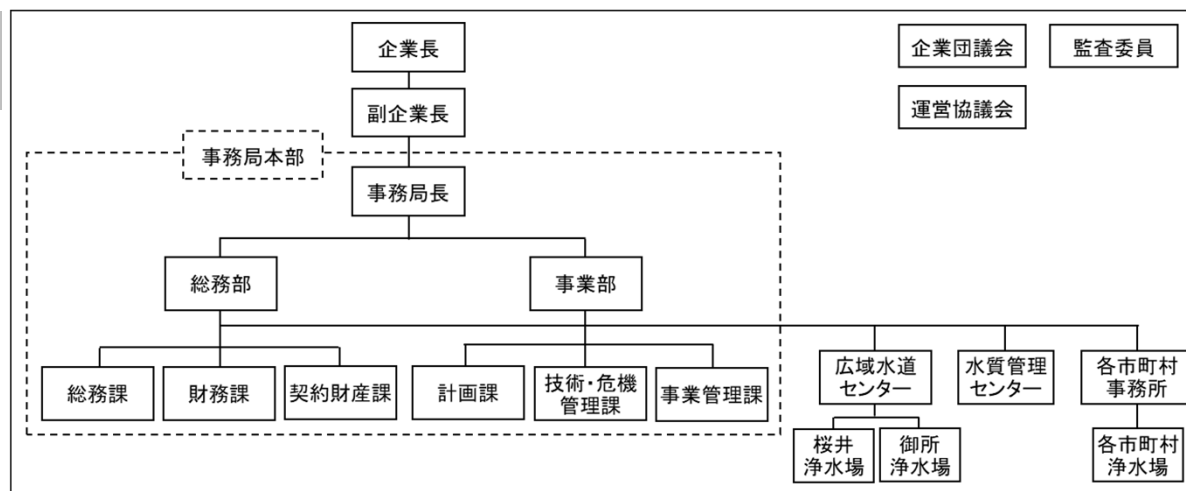 企業長
企業団議会
監査委員
副企業長
運営協議会
事務局本部
事務局長
総務部
事業部
総務課
財務課
契約財産課
計画課
技術・危機
管理課
事業管理課
広域水道
センター
水質管理
センター
各市町村
事務所
桜井
浄水場
御所
浄水場
各市町村
浄水場